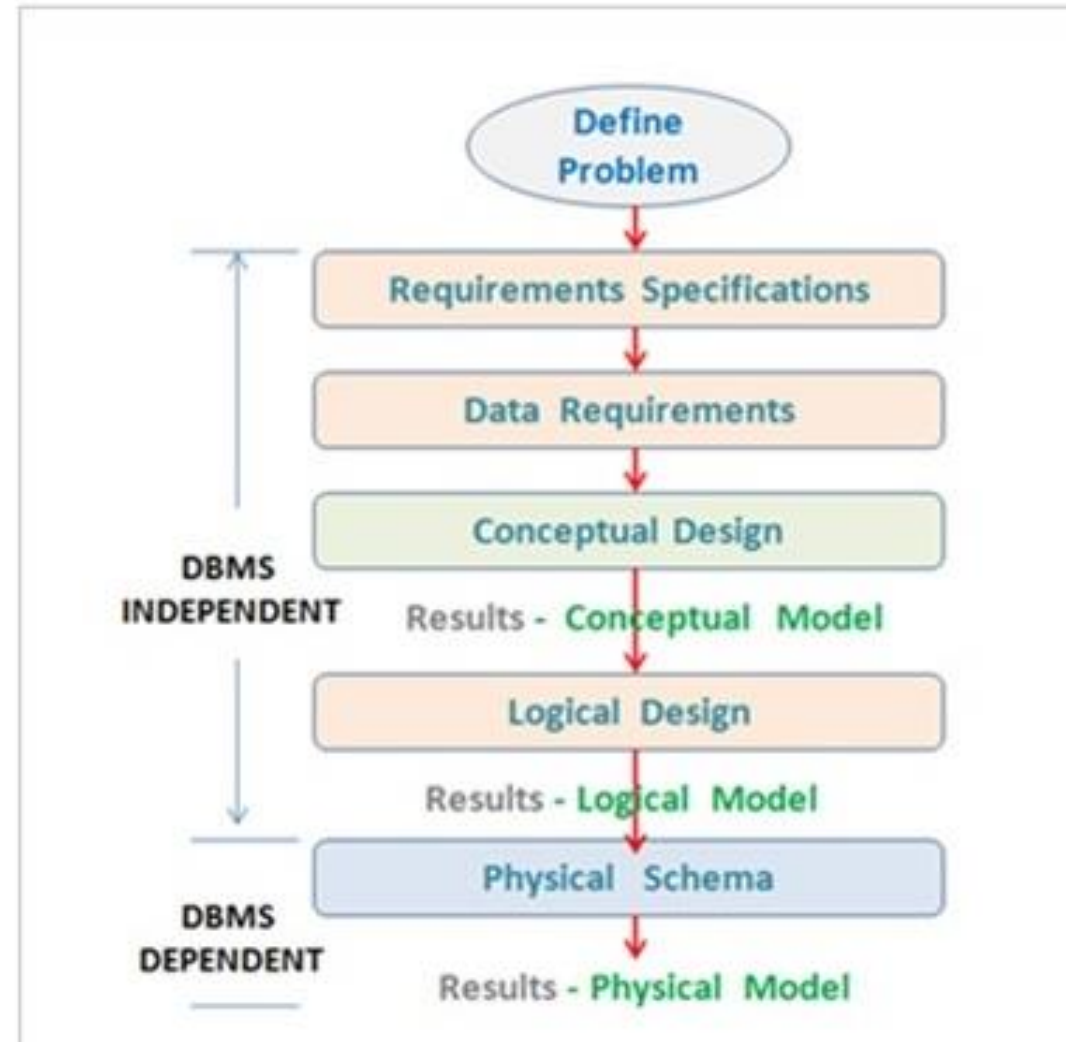 Define
Problem
Requirements Specifications
Data Requirements
Conceptual Design
DBMS
INDEPENDENT
Results - Conceptual Model
Logical Design
Results - Logical Model
Physical Schema
DBMS
DEPENDENT
Results - Physical Model